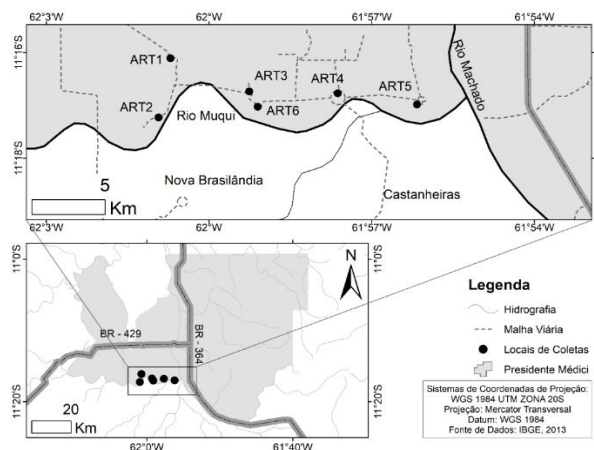 62°3'W 62°W 61°57'W 61°57'W
11°16'S
11°18'S
ART1
ART2
ART3
ART4
ART5
ART6
Rio Muqui
Rio Machado
Nova Brasilândia
Castanheiras
5
Km
62°3'W 62°W 61°57'W 61°54'W
11°0'S
11°20'S
BR - 429
BR - 364
20
Km
62°0'W 61°40'W
N
Legenda
Hidrografia
Malha Viária
Locais de Coletas
Presidente Médici
Sistemas de Coordenadas de Projeção:
WGS 1984 UTM ZONA 20S
Projeção: Mercator Transversal
Datum: WGS 1984
Fonte de Dados: IBGE, 2013